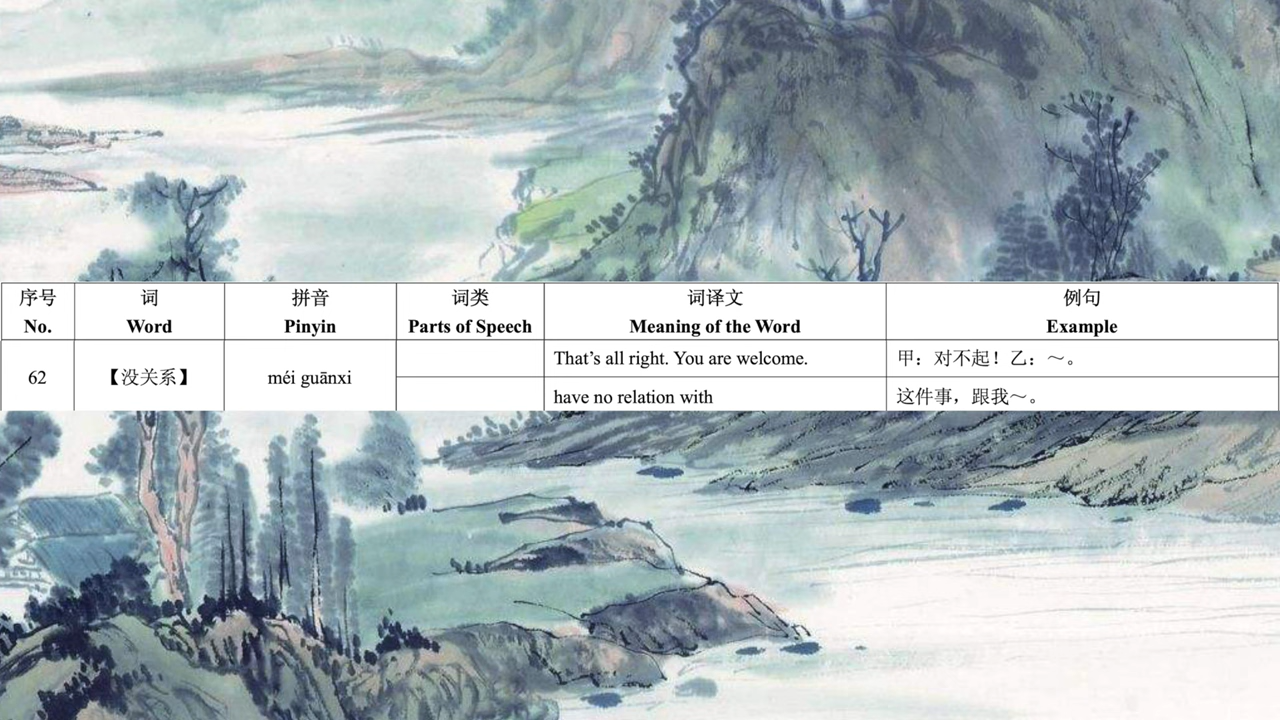 序号 词 拼音 词类 词译文 例句
No. Word Pinyin Parts of Speech Meaning of the Word Example
62 【没关系】 méi guānxi That’s all right. You are welcome. 甲：对不起！乙：～。
have no relation with 这件事，跟我～。